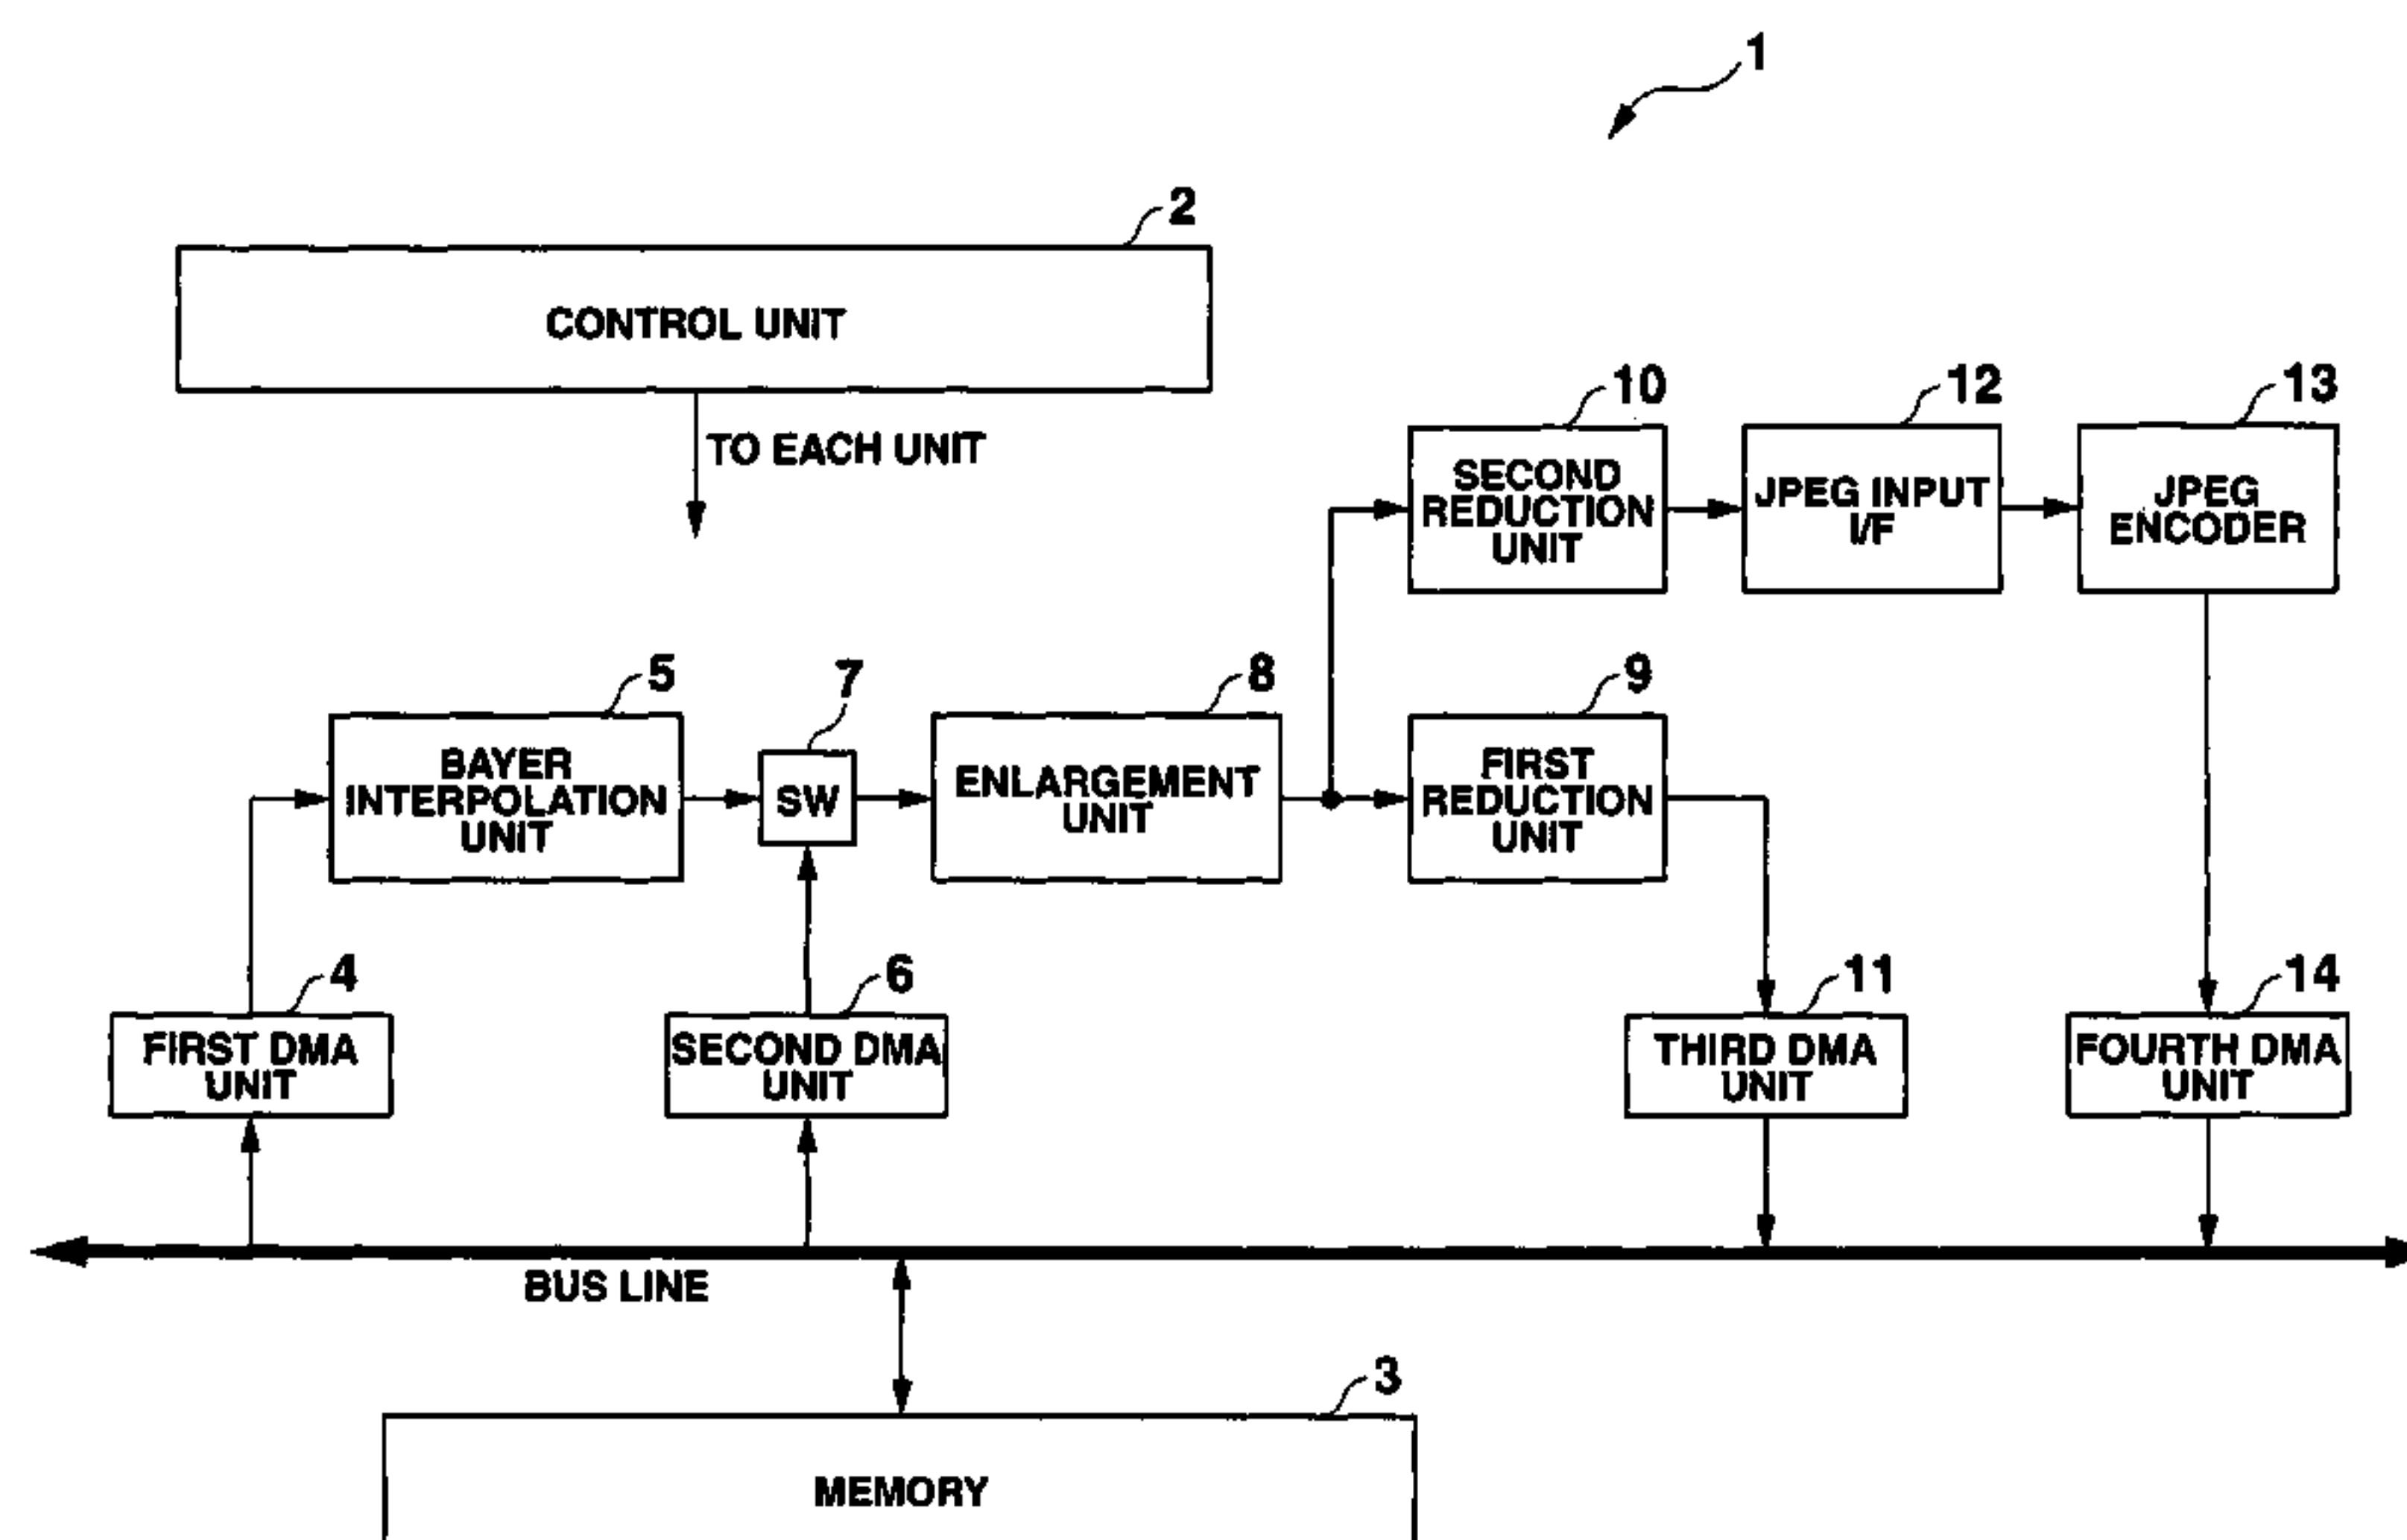 1
2
CONTROL UNIT
TO EACH UNIT
10
12
13
SECOND
REDUCTION
UNIT
JPEG INPUT
I/F
JPEG
ENCODER
5
7
8
9
BAYER
INTERPOLATION
UNIT
SW
ENLARGEMENT
UNIT
FIRST
REDUCTION
UNIT
4
6
11
14
FIRST DMA
UNIT
SECOND DMA
UNIT
THIRD DMA
UNIT
FOURTH DMA
UNIT
BUS LINE
3
MEMORY